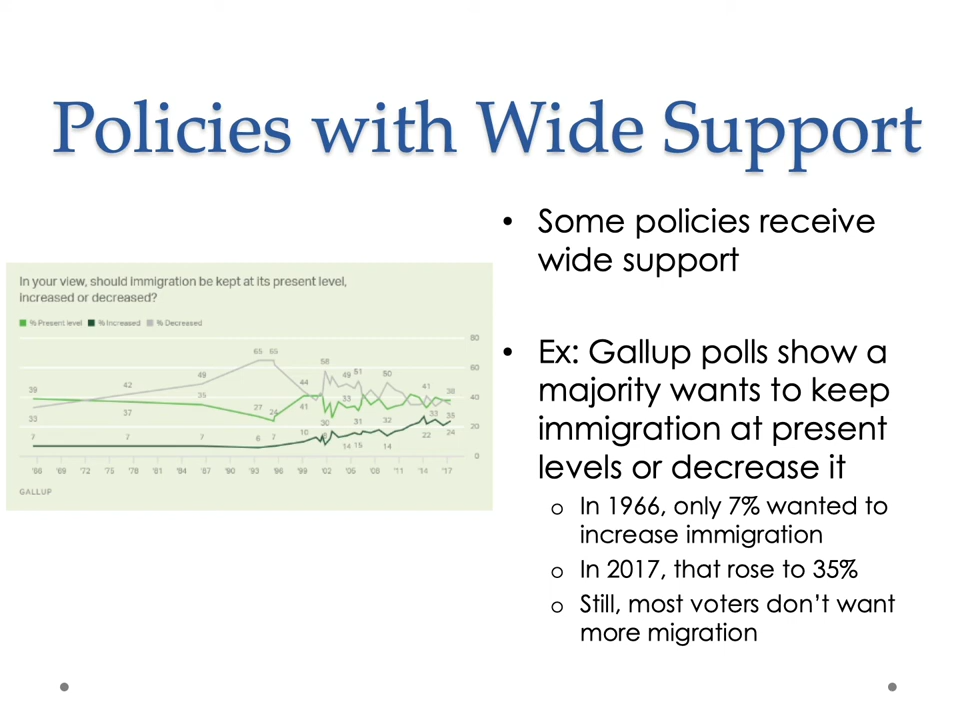 Policies with Wide Support
• Some policies receive
wide support
In your view, should immigration be kept at its present level,
increased or decreased?
% Present level % Increased % Decreased
80
60
40
20
0
39
33
7
42
37
7
49
35
7
65 65
27
24
6 7
44
41
10
58
30
8
49 51
33
31
14 15
50
32
14
41
33
22
38
35
24
'66 '69 '72 '75 '78 '81 '84 '87 '90 '93 '96 '99 '02 '05 '08 '11 '14 '17
GALLUP
• Ex: Gallup polls show a
majority wants to keep
immigration at present
levels or decrease it
o In 1966, only 7% wanted to
increase immigration
o In 2017, that rose to 35%
o Still, most voters don't want
more migration